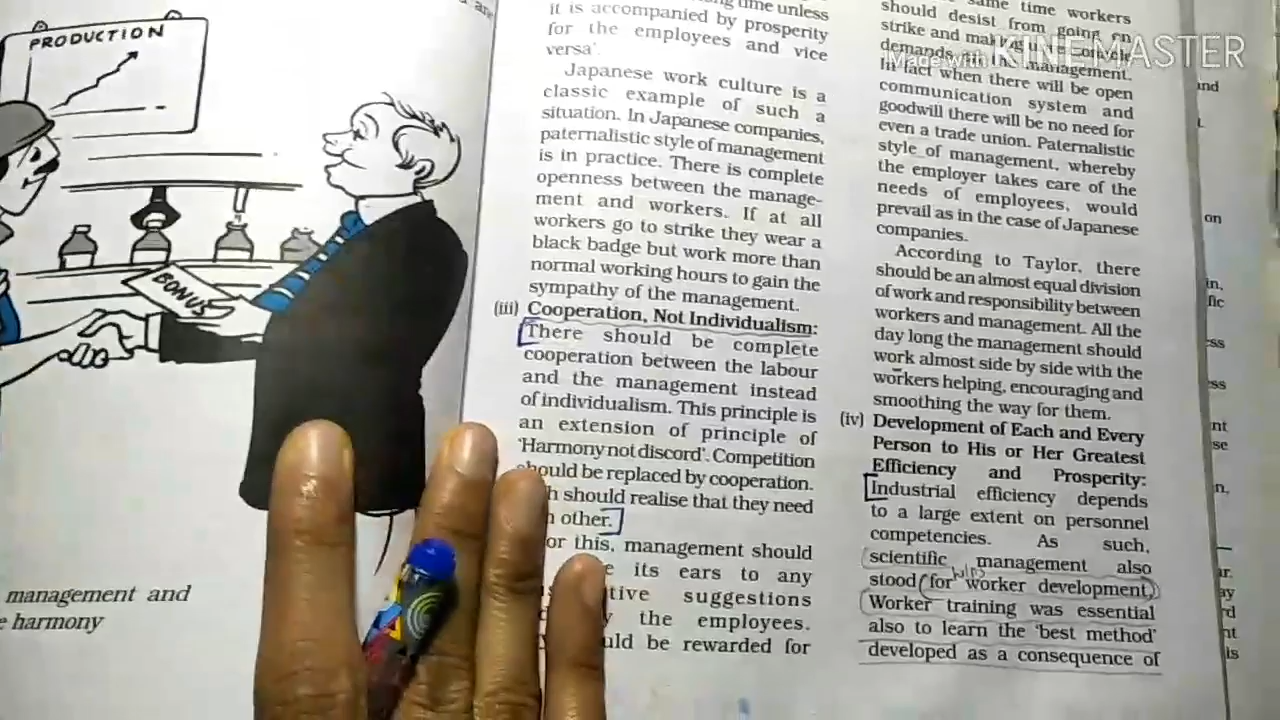 PRODUCTION
BONUS
management and
harmony
time unless
it is accompanied by prosperity
for the employees and vice
versa'.
Japanese work culture is a
classic example of such a
situation. In Japanese companies,
paternalistic style of management
is in practice. There is complete
openness between the manage-
ment and workers. If at all
workers go to strike they wear a
black badge but work more than
normal working hours to gain the
sympathy of the management.
(iii) Cooperation, Not Individualism:
There should be complete
cooperation between the labour
and the management instead
of individualism. This principle is
an extension of principle of
'Harmony not discord'. Competition
should be replaced by cooperation.
should realise that they need
other.
this, management should
its ears to any
suggestions
the employees.
be rewarded for
same time workers
should desist from going on
strike and making
demands management.
In fact when there will be open
communication system and
goodwill there will be no need for
even a trade union. Paternalistic
style of management, whereby
the employer takes care of the
needs of employees, would
prevail as in the case of Japanese
companies.
According to Taylor, there
should be an almost equal division
of work and responsibility between
workers and management. All the
day long the management should
work almost side by side with the
workers helping, encouraging and
smoothing the way for them.
(iv) Development of Each and Every
Person to His or Her Greatest
Efficiency and Prosperity:
Industrial efficiency depends
to a large extent on personnel
competencies. As such,
scientific management also
stood for worker development.
Worker training was essential
also to learn the 'best method'
developed as a consequence of
Made with KINEMASTER